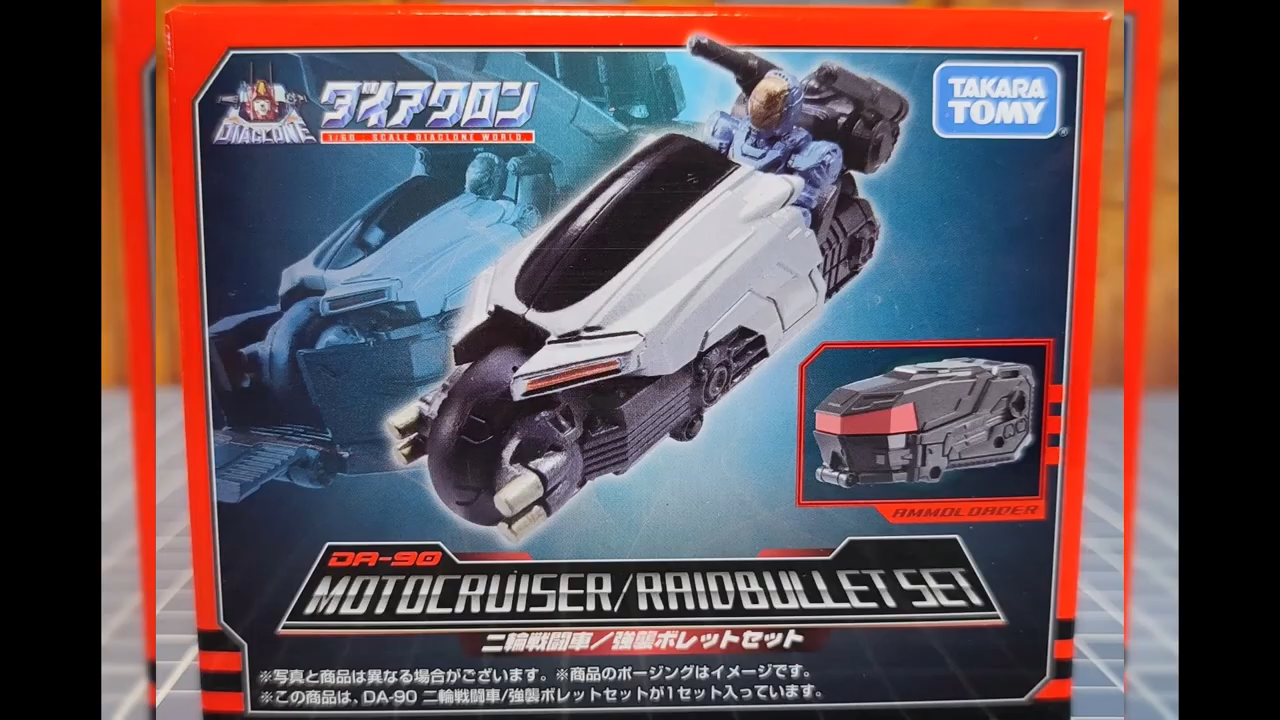 ダイアクロン
DIACLONE
1/60 SCALE DIACLONE WORLD
TAKARA
TOMY
AMMOLOADER
DA-90
MOTOCRUISER/RAIDBULLET SET
二輪戦闘車/強襲ボレットセット
※写真と商品は異なる場合がございます。※商品のポージングはイメージです。
※この商品は、DA-90 二輪戦闘車/強襲ボレットセットが1セット入っています。